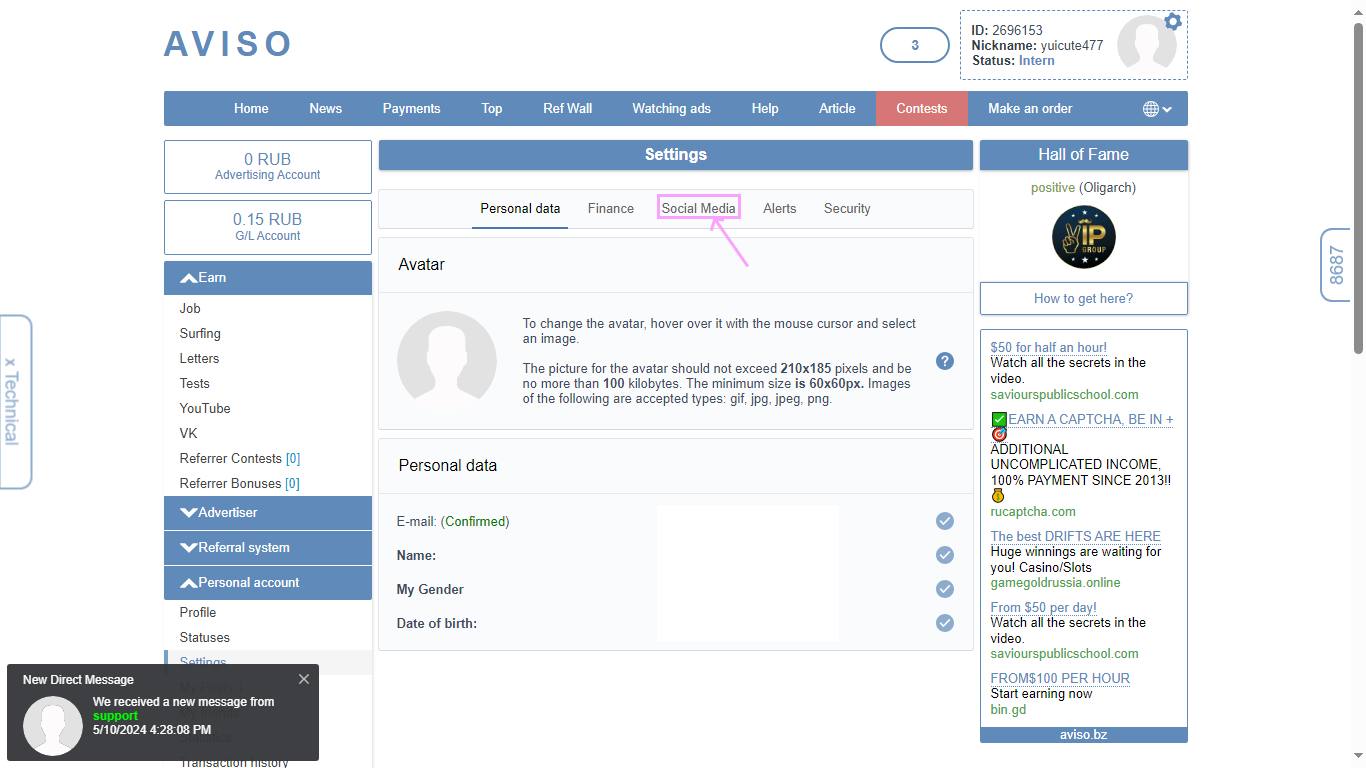 AVISO
3
ID: 2696153
Nickname: yuicute477
Status: Intern
Home
News
Payments
Top
Ref Wall
Watching ads
Help
Article
Contests
Make an order
0 RUB
Advertising Account
0.15 RUB
G/L Account
Earn
Job
Surfing
Letters
Tests
YouTube
VK
Referrer Contests [0]
Referrer Bonuses [0]
Advertiser
Referral system
Personal account
Profile
Statuses
Settings
Transaction history
Settings
Personal data
Finance
Social Media
Alerts
Security
Avatar
To change the avatar, hover over it with the mouse cursor and select
an image.
The picture for the avatar should not exceed 210x185 pixels and be
no more than 100 kilobytes. The minimum size is 60x60px. Images
of the following are accepted types: gif, jpg, jpeg, png.
?
Personal data
E-mail: (Confirmed)
Name:
My Gender
Date of birth:
Hall of Fame
positive (Oligarch)
VIP
GROUP
How to get here?
$50 for half an hour!
Watch all the secrets in the
video.
saviourspublicschool.com
EARN A CAPTCHA, BE IN +
ADDITIONAL
UNCOMPLICATED INCOME,
100% PAYMENT SINCE 2013!!
rucaptcha.com
The best DRIFTS ARE HERE
Huge winnings are waiting for
you! Casino/Slots
gamegoldrussia.online
From $50 per day!
Watch all the secrets in the
video.
saviourspublicschool.com
FROM$100 PER HOUR
Start earning now
bin.gd
aviso.bz
x Technical
8687
New Direct Message
We received a new message from
support
5/10/2024 4:28:08 PM